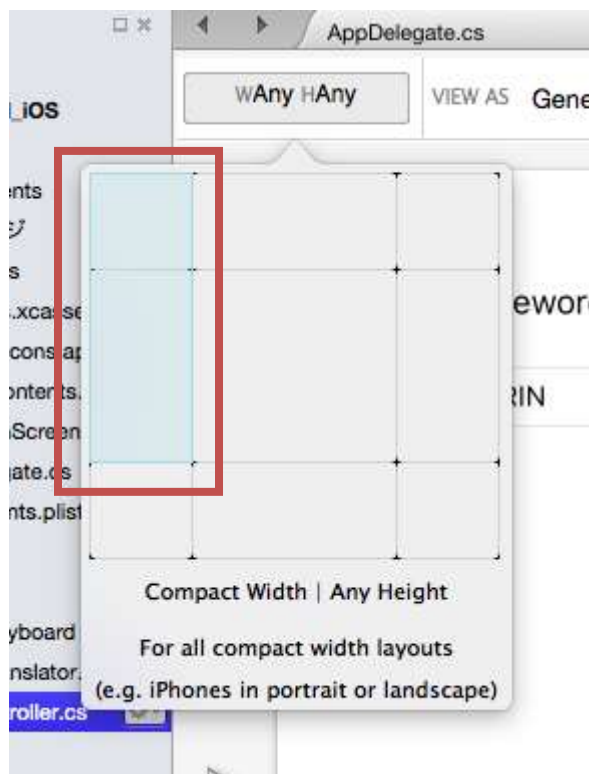 AppDelegate.cs
wAny HAny
VIEW AS Gene
_iOS
ents
ジ
s
.xcasse
cons.ap
ontents.
Screen
gate.cs
nts.plist
ewor
RIN
Compact Width | Any Height
For all compact width layouts
(e.g. iPhones in portrait or landscape)
yboard
nslator.
roller.cs